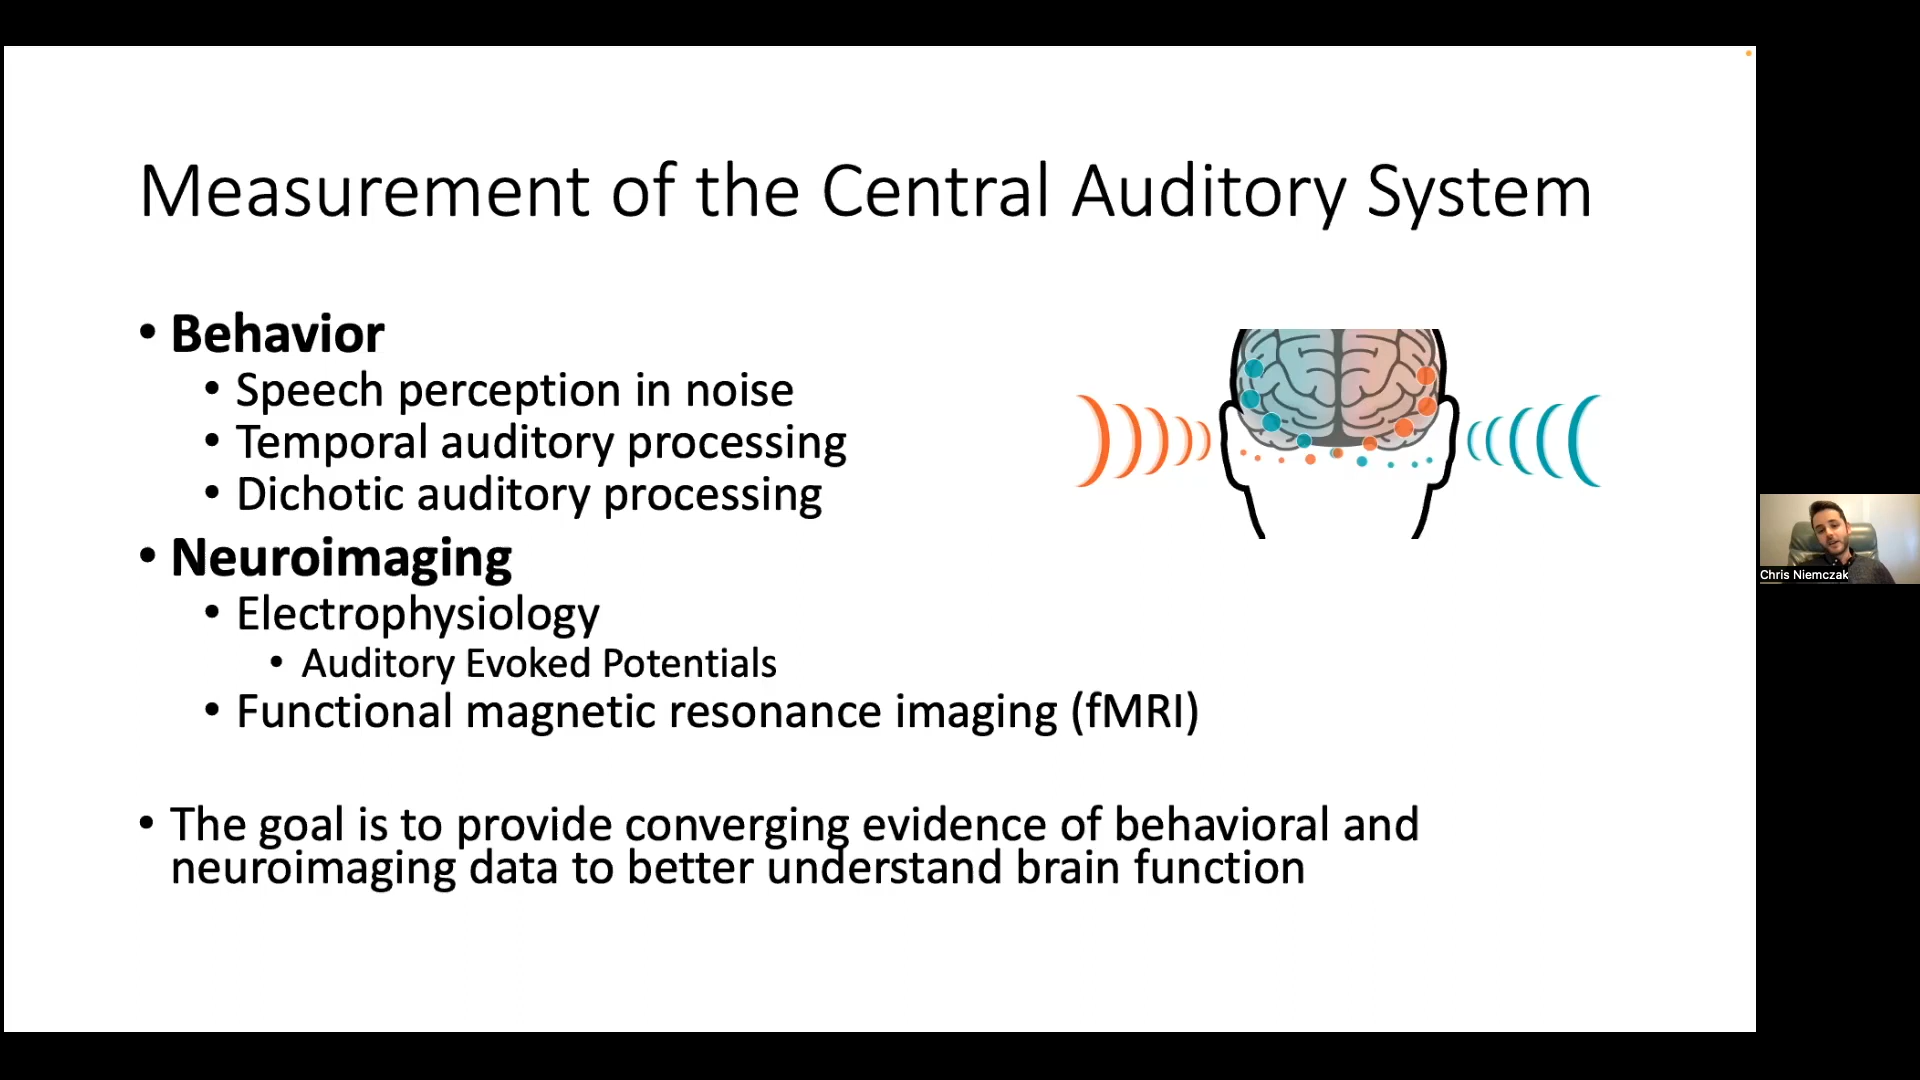 Measurement of the Central Auditory System
• Behavior
• Speech perception in noise
• Temporal auditory processing
• Dichotic auditory processing
• Neuroimaging
• Electrophysiology
• Auditory Evoked Potentials
• Functional magnetic resonance imaging (fMRI)
• The goal is to provide converging evidence of behavioral and
neuroimaging data to better understand brain function
Chris Niemczak